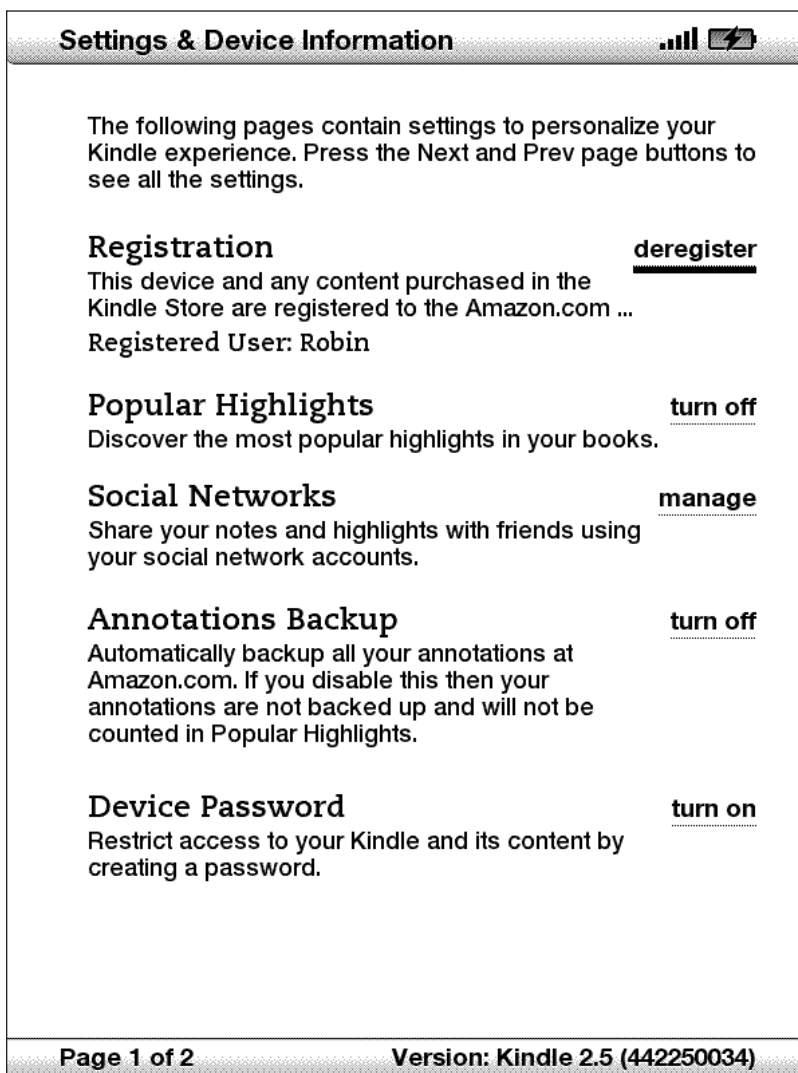 Settings & Device Information
The following pages contain settings to personalize your
Kindle experience. Press the Next and Prev page buttons to
see all the settings.
Registration deregister
This device and any content purchased in the
Kindle Store are registered to the Amazon.com ...
Registered User: Robin
Popular Highlights turn off
Discover the most popular highlights in your books.
Social Networks manage
Share your notes and highlights with friends using
your social network accounts.
Annotations Backup turn off
Automatically backup all your annotations at
Amazon.com. If you disable this then your
annotations are not backed up and will not be
counted in Popular Highlights.
Device Password turn on
Restrict access to your Kindle and its content by
creating a password.
Page 1 of 2 Version: Kindle 2.5 (442250034)